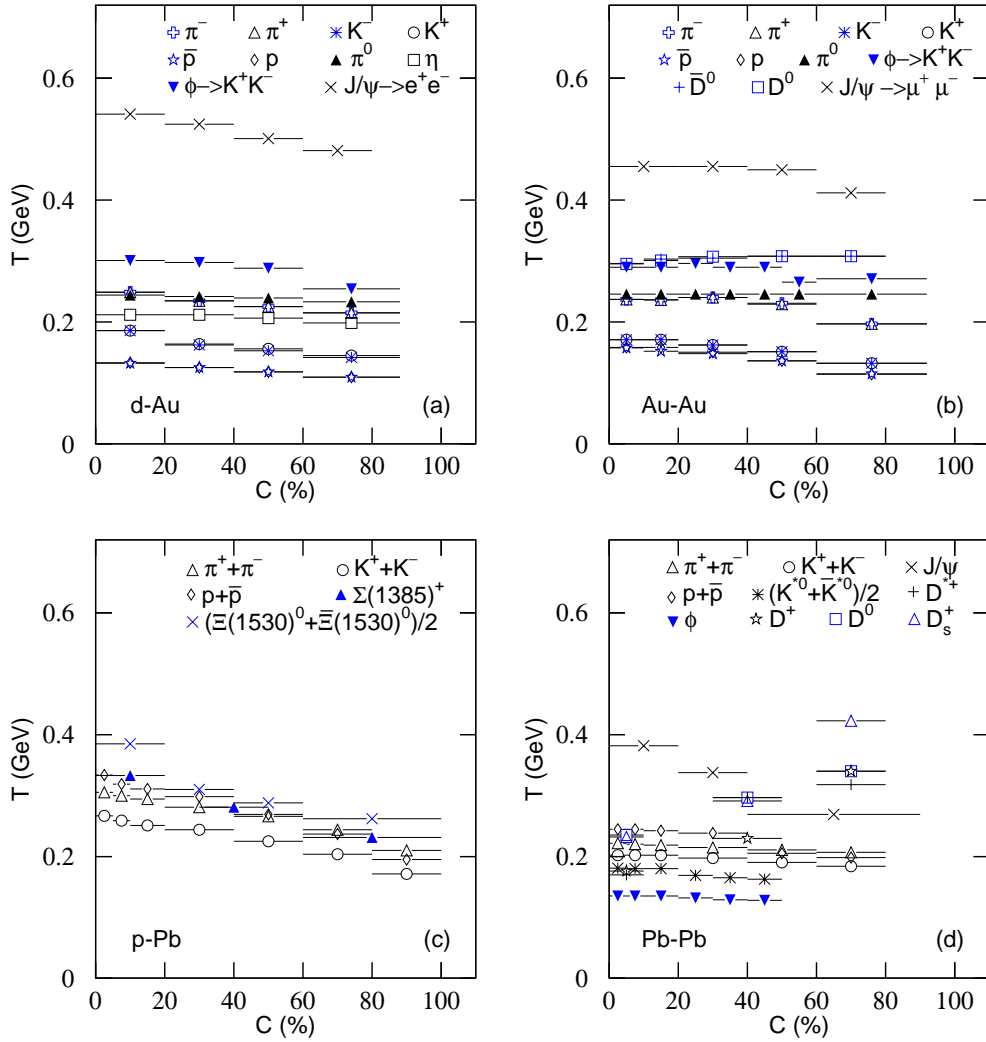 π⁻ π⁺ K⁻ K⁺
p̅ p π⁰ η
ϕ–>K⁺K⁻ J/ψ–>e⁺e⁻
0.6
0.4
0.2
0
T (GeV)
d-Au (a)
0 20 40 60 80 100
C (%)
π⁻ π⁺ K⁻ K⁺
p̅ p π⁰ ϕ–>K⁺K⁻
D̅⁰ D⁰ J/ψ –>μ⁺ μ⁻
0.6
0.4
0.2
0
T (GeV)
Au-Au (b)
0 20 40 60 80 100
C (%)
π⁺+π⁻ K⁺+K⁻
p+p̅ Σ(1385)⁺
(Ξ(1530)⁰+Ξ̅(1530)⁰)/2
0.6
0.4
0.2
0
T (GeV)
p-Pb (c)
0 20 40 60 80 100
C (%)
π⁺+π⁻ K⁺+K⁻ J/ψ
p+p̅ (K*⁰+K̅*⁰)/2 D*⁺
ϕ D⁺ D⁰ Dₛ⁺
0.6
0.4
0.2
0
T (GeV)
Pb-Pb (d)
0 20 40 60 80 100
C (%)